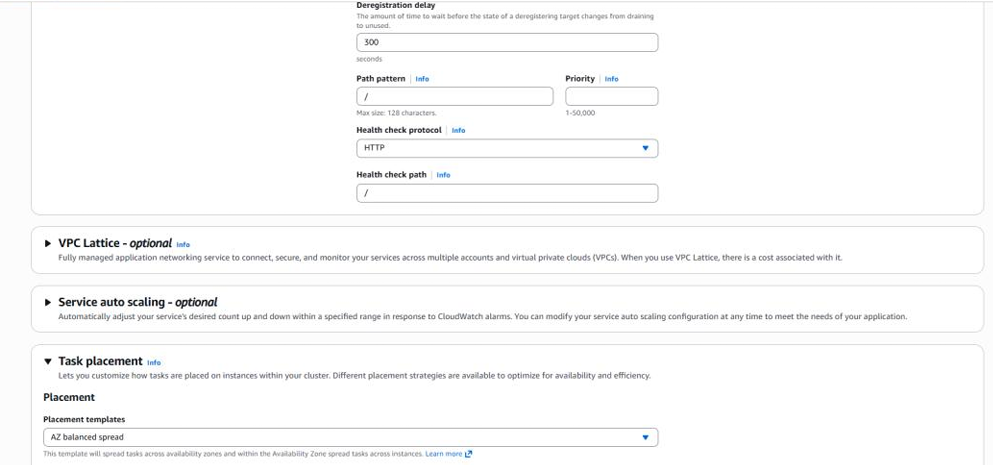 Deregistration delay
The amount of time to wait before the state of a deregistering target changes from draining
to unused.
300
seconds
Path pattern | Info
Priority | Info
/
Max size: 128 characters.
1-50,000
Health check protocol | Info
HTTP
Health check path | Info
/
VPC Lattice - optional Info
Fully managed application networking service to connect, secure, and monitor your services across multiple accounts and virtual private clouds (VPCs). When you use VPC Lattice, there is a cost associated with it.
Service auto scaling - optional
Automatically adjust your service's desired count up and down within a specified range in response to CloudWatch alarms. You can modify your service auto scaling configuration at any time to meet the needs of your application.
Task placement Info
Lets you customize how tasks are placed on instances within your cluster. Different placement strategies are available to optimize for availability and efficiency.
Placement
Placement templates
AZ balanced spread
This template will spread tasks across availability zones and within the Availability Zone spread tasks across instances. Learn more